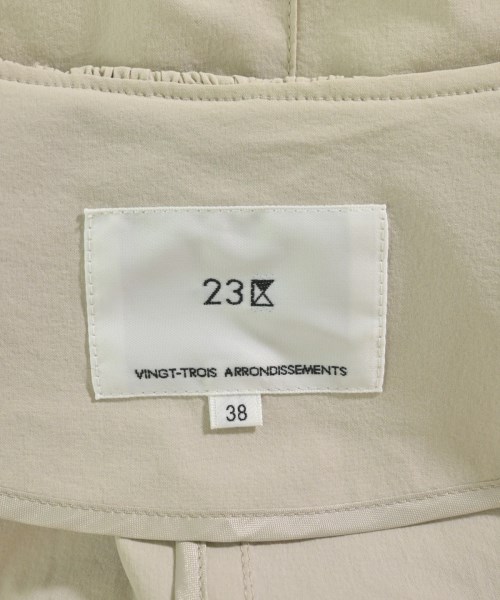 23区
VINGT-TROIS ARRONDISSEMENTS
38